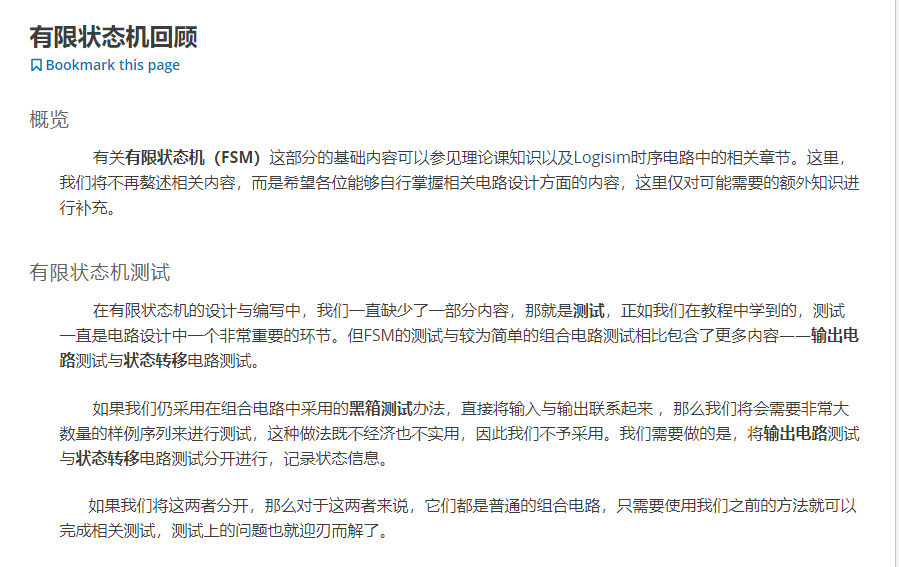 有限状态机回顾
Bookmark this page
概览
有关有限状态机（FSM）这部分的基础内容可以参见理论课知识以及Logisim时序电路中的相关章节。这里，
我们将不再赘述相关内容，而是希望各位能够自行掌握相关电路设计方面的内容，这里仅对可能需要的额外知识进
行补充。
有限状态机测试
在有限状态机的设计与编写中，我们一直缺少了一部分内容，那就是测试，正如我们在教程中学到的，测试
一直是电路设计中一个非常重要的环节。但FSM的测试与较为简单的组合电路测试相比包含了更多内容——输出电
路测试与状态转移电路测试。
如果我们仍采用在组合电路中采用的黑箱测试办法，直接将输入与输出联系起来 ，那么我们将会需要非常大
数量的样例序列来进行测试，这种做法既不经济也不实用，因此我们不予采用。我们需要做的是，将输出电路测试
与状态转移电路测试分开进行，记录状态信息。
如果我们将这两者分开，那么对于这两者来说，它们都是普通的组合电路，只需要使用我们之前的方法就可以
完成相关测试，测试上的问题也就迎刃而解了。